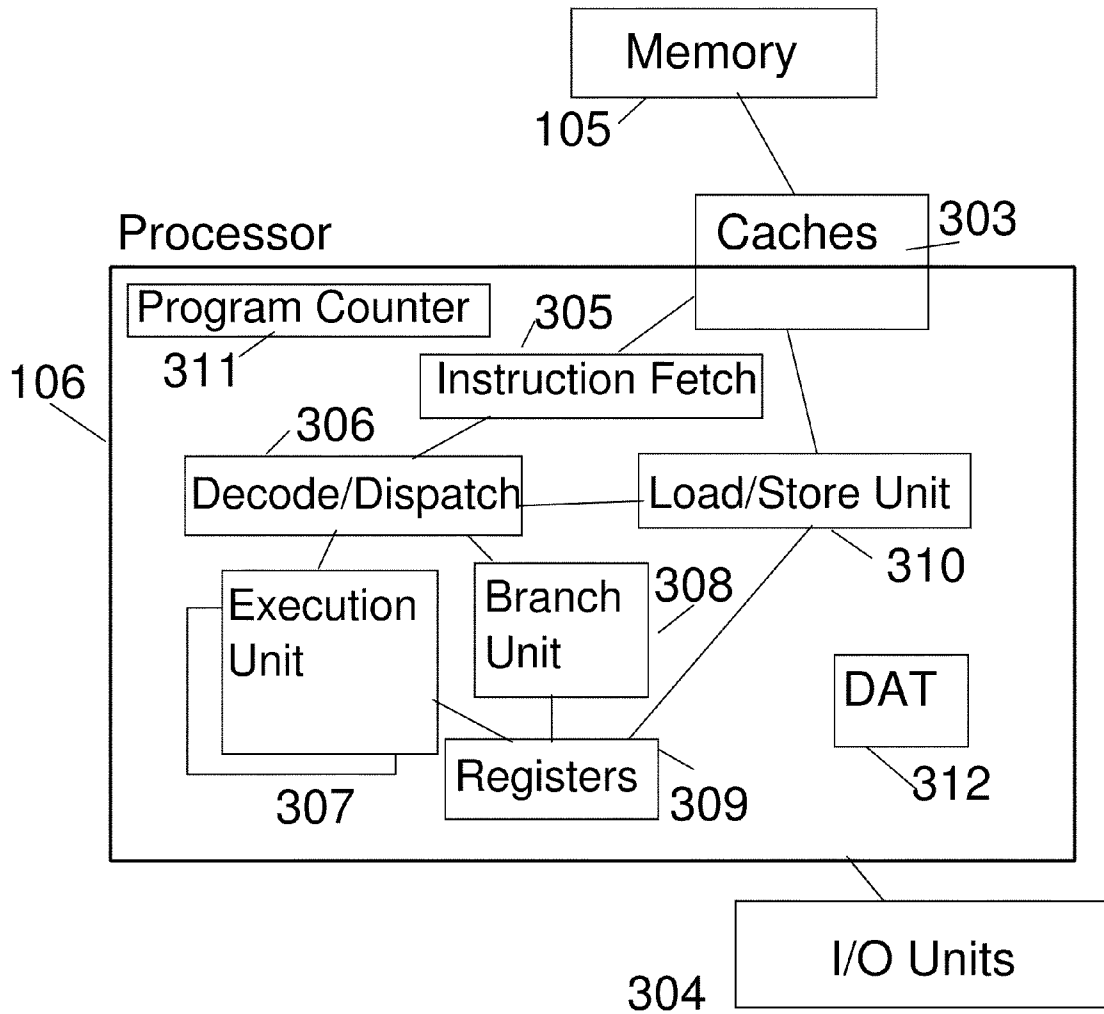 Memory
105
Caches
303
Processor
Program Counter
311
305
Instruction Fetch
106
306
Decode/Dispatch
Load/Store Unit
310
Execution
Unit
Branch
Unit
308
DAT
312
Registers
309
307
I/O Units
304